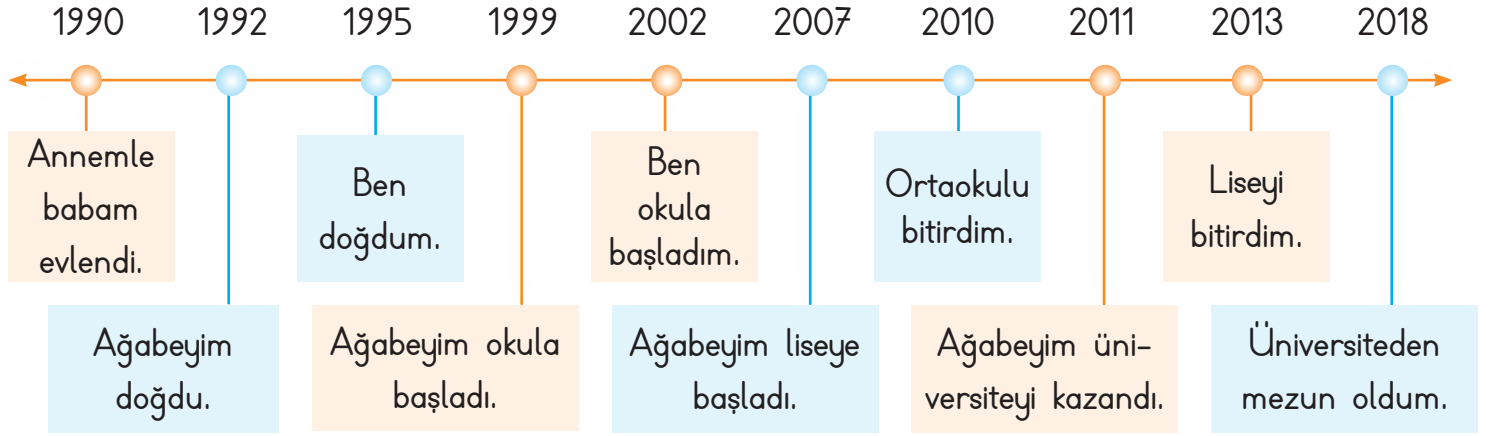 1990 1992 1995 1999 2002 2007 2010 2011 2013 2018
Annemle
babam
evlendi.
Ağabeyim
doğdu.
Ben
doğdum.
Ağabeyim okula
başladı.
Ben
okula
başladım.
Ağabeyim liseye
başladı.
Ortaokulu
bitirdim.
Ağabeyim üni-
versiteyi kazandı.
Liseyi
bitirdim.
Üniversiteden
mezun oldum.